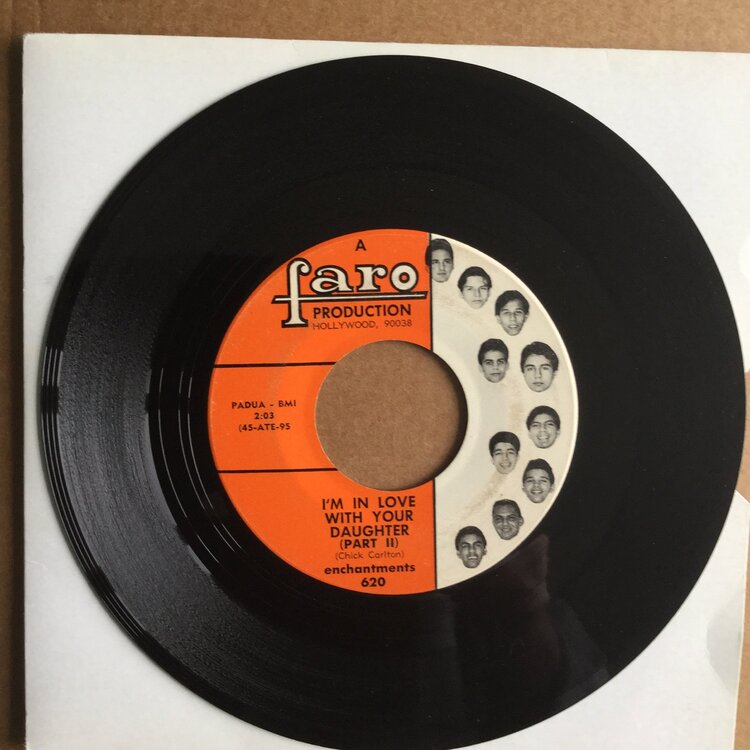 A
faro
PRODUCTION
HOLLYWOOD, 90038
PADUA - BMI
2:03
(45-ATE-95
I'M IN LOVE
WITH YOUR
DAUGHTER
(PART II)
(Chick Carlton)
enchantments
620